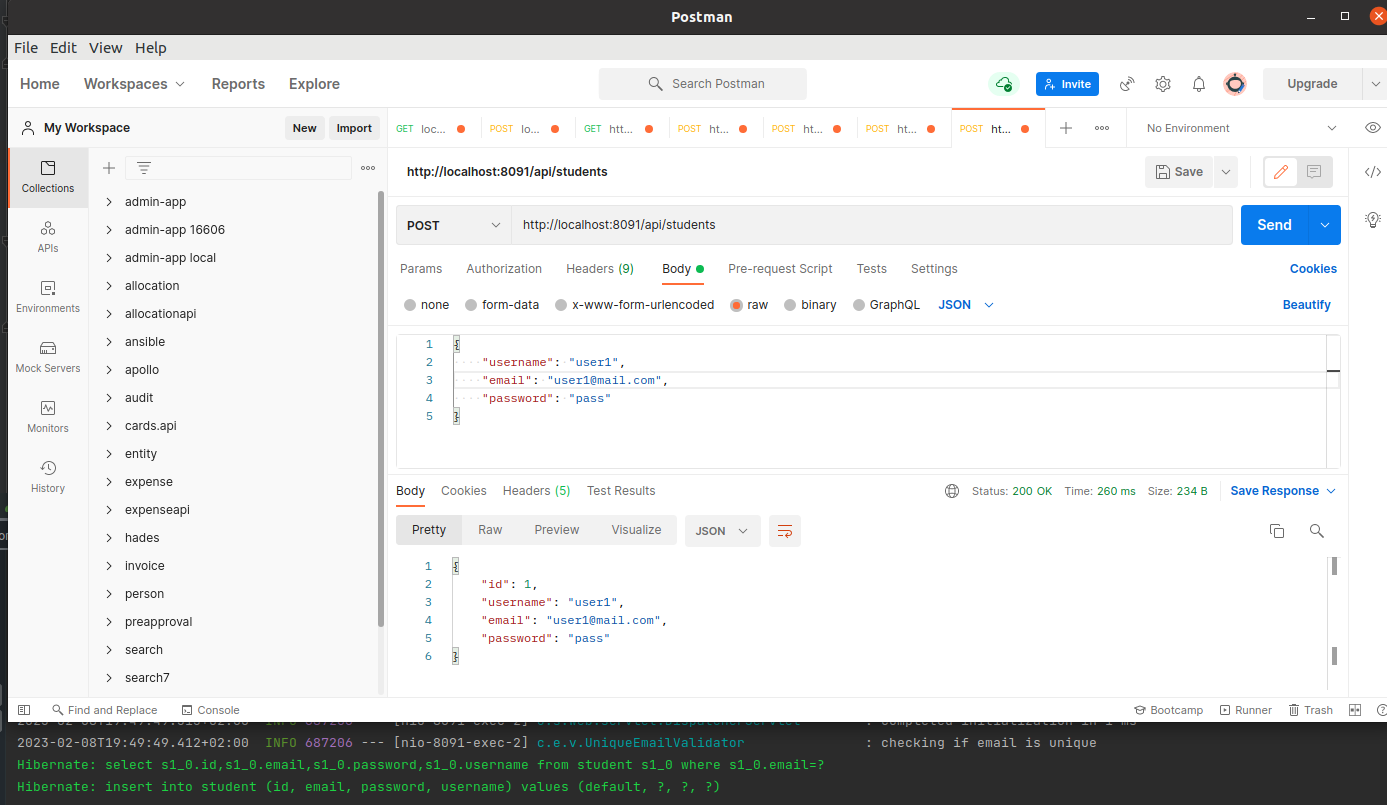 Postman
File Edit View Help
Home Workspaces Reports Explore Search Postman Invite Upgrade
My Workspace New Import GET loc... POST lo... GET htt... POST ht... POST ht... POST ht... POST ht... No Environment
Collections
APIs
Environments
Mock Servers
Monitors
History
admin-app
admin-app 16606
admin-app local
allocation
allocationapi
ansible
apollo
audit
cards.api
entity
expense
expenseapi
hades
invoice
person
preapproval
search
search7
http://localhost:8091/api/students Save
POST http://localhost:8091/api/students Send
Params Authorization Headers (9) Body Pre-request Script Tests Settings Cookies
none form-data x-www-form-urlencoded raw binary GraphQL JSON Beautify
1 {
2 "username": "user1",
3 "email": "user1@mail.com",
4 "password": "pass"
5 }
Body Cookies Headers (5) Test Results Status: 200 OK Time: 260 ms Size: 234 B Save Response
Pretty Raw Preview Visualize JSON
1 {
2 "id": 1,
3 "username": "user1",
4 "email": "user1@mail.com",
5 "password": "pass"
6 }
Find and Replace Console Bootcamp Runner Trash
2023-02-08T19:49:49.412+02:00 INFO 687206 --- [nio-8091-exec-2] c.e.v.UniqueEmailValidator : checking if email is unique
Hibernate: select s1_0.id,s1_0.email,s1_0.password,s1_0.username from student s1_0 where s1_0.email=?
Hibernate: insert into student (id, email, password, username) values (default, ?, ?, ?)